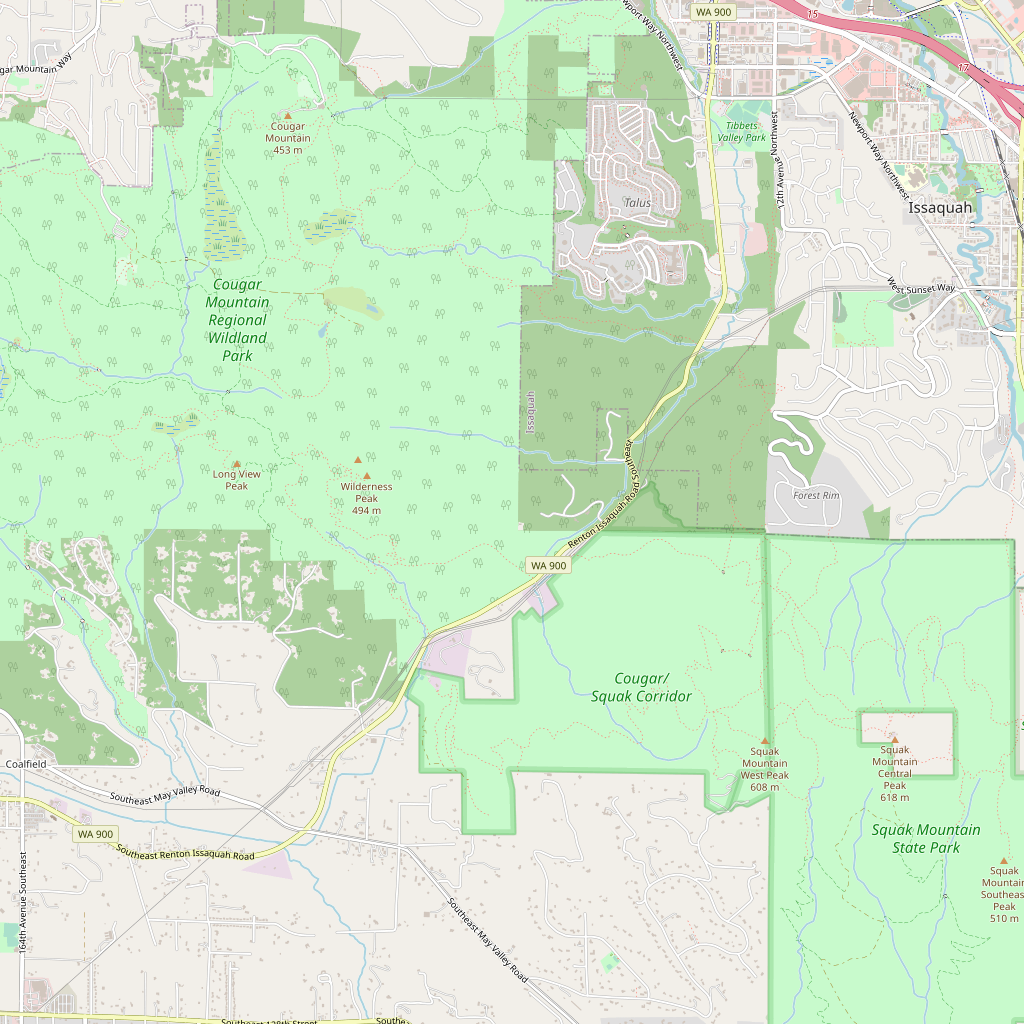 WA 900
15
17
Newport Way Northwest
Mountain Way
Cougar
Mountain
453 m
Tibbets
Valley Park
12th Avenue Northwest
Newport Way Northwest
Talus
Issaquah
Cougar
Mountain
Regional
Wildland
Park
West Sunset Way
Issaquah
Long View
Peak
Wilderness
Peak
494 m
Forest Rim
Renton Issaquah Road Southeast
WA 900
Cougar/
Squak Corridor
Squak
Mountain
West Peak
608 m
Squak
Mountain
Central
Peak
618 m
Coalfield
Southeast May Valley Road
WA 900
Southeast Renton Issaquah Road
Squak Mountain
State Park
Squak
Mountain
Southeast
Peak
510 m
164th Avenue Southeast
Southeast May Valley Road
Southeast 128th Street